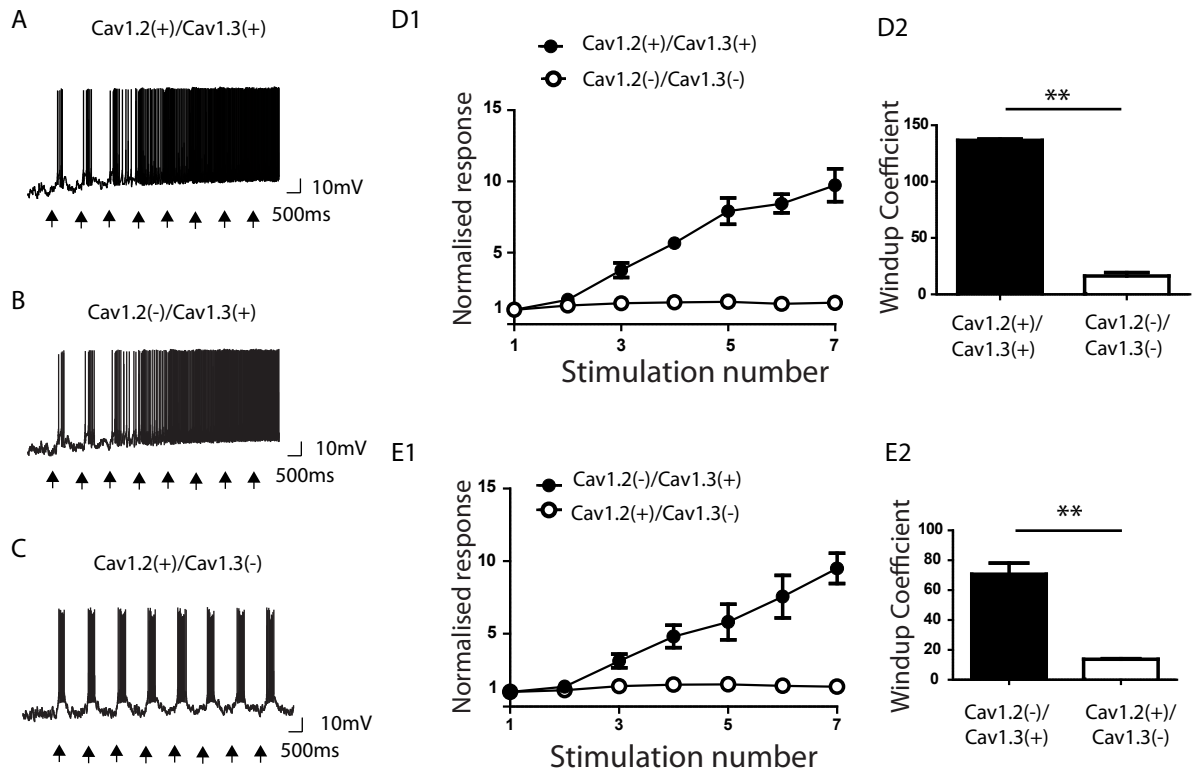 A
Cav1.2(+)/Cav1.3(+)
10mV
500ms
B
Cav1.2(-)/Cav1.3(+)
10mV
500ms
C
Cav1.2(+)/Cav1.3(-)
10mV
500ms
D1
Cav1.2(+)/Cav1.3(+)
Cav1.2(-)/Cav1.3(-)
Normalised response
15
10
5
1
1
3
5
7
Stimulation number
D2
**
Windup Coefficient
150
100
50
0
Cav1.2(+)/
Cav1.3(+)
Cav1.2(-)/
Cav1.3(-)
E1
Cav1.2(-)/Cav1.3(+)
Cav1.2(+)/Cav1.3(-)
Normalised response
15
10
5
1
1
3
5
7
Stimulation number
E2
**
Windup Coefficient
100
80
60
40
20
0
Cav1.2(-)/
Cav1.3(+)
Cav1.2(+)/
Cav1.3(-)